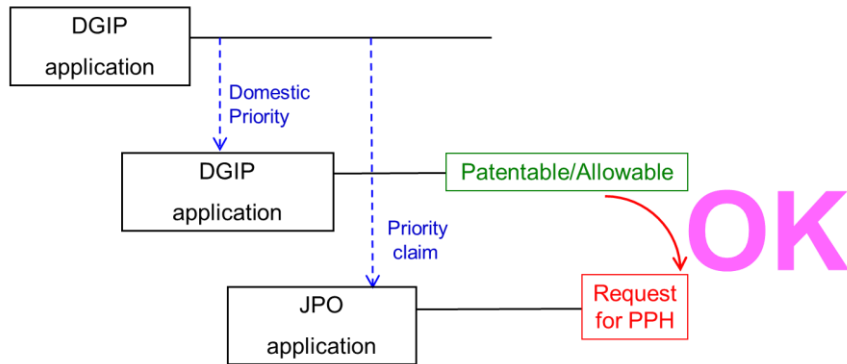 DGIP
application
Domestic
Priority
DGIP
application
Patentable/Allowable
OK
Priority
claim
JPO
application
Request
for PPH